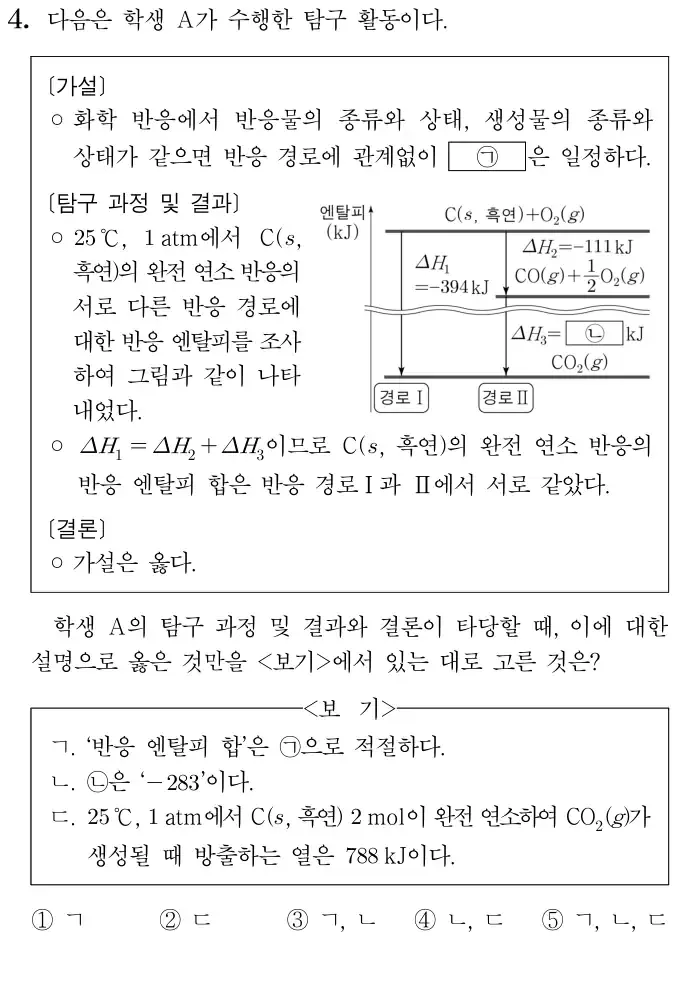 4. 다음은 학생 A가 수행한 탐구 활동이다.
〔가설〕
○ 화학 반응에서 반응물의 종류와 상태, 생성물의 종류와
상태가 같으면 반응 경로에 관계없이 ㉠ 은 일정하다.
〔탐구 과정 및 결과〕
○ 25℃, 1 atm에서 C(s,
흑연)의 완전 연소 반응의
서로 다른 반응 경로에
대한 반응 엔탈피를 조사
하여 그림과 같이 나타
내었다.
엔탈피
(kJ)
C(s, 흑연)+O₂(g)
ΔH₁
=-394 kJ
ΔH₂=-111 kJ
CO(g)+1/2O₂(g)
ΔH₃= ㉡ kJ
CO₂(g)
경로 Ⅰ
경로 Ⅱ
○ ΔH₁=ΔH₂+ΔH₃이므로 C(s, 흑연)의 완전 연소 반응의
반응 엔탈피 합은 반응 경로Ⅰ과 Ⅱ에서 서로 같았다.
〔결론〕
○ 가설은 옳다.
학생 A의 탐구 과정 및 결과와 결론이 타당할 때, 이에 대한
설명으로 옳은 것만을 <보기>에서 있는 대로 고른 것은?
<보 기>
ㄱ. ‘반응 엔탈피 합’은 ㉠으로 적절하다.
ㄴ. ㉡은 ‘-283’이다.
ㄷ. 25℃, 1 atm에서 C(s, 흑연) 2 mol이 완전 연소하여 CO₂(g)가
생성될 때 방출하는 열은 788 kJ이다.
① ㄱ ② ㄷ ③ ㄱ, ㄴ ④ ㄴ, ㄷ ⑤ ㄱ, ㄴ, ㄷ